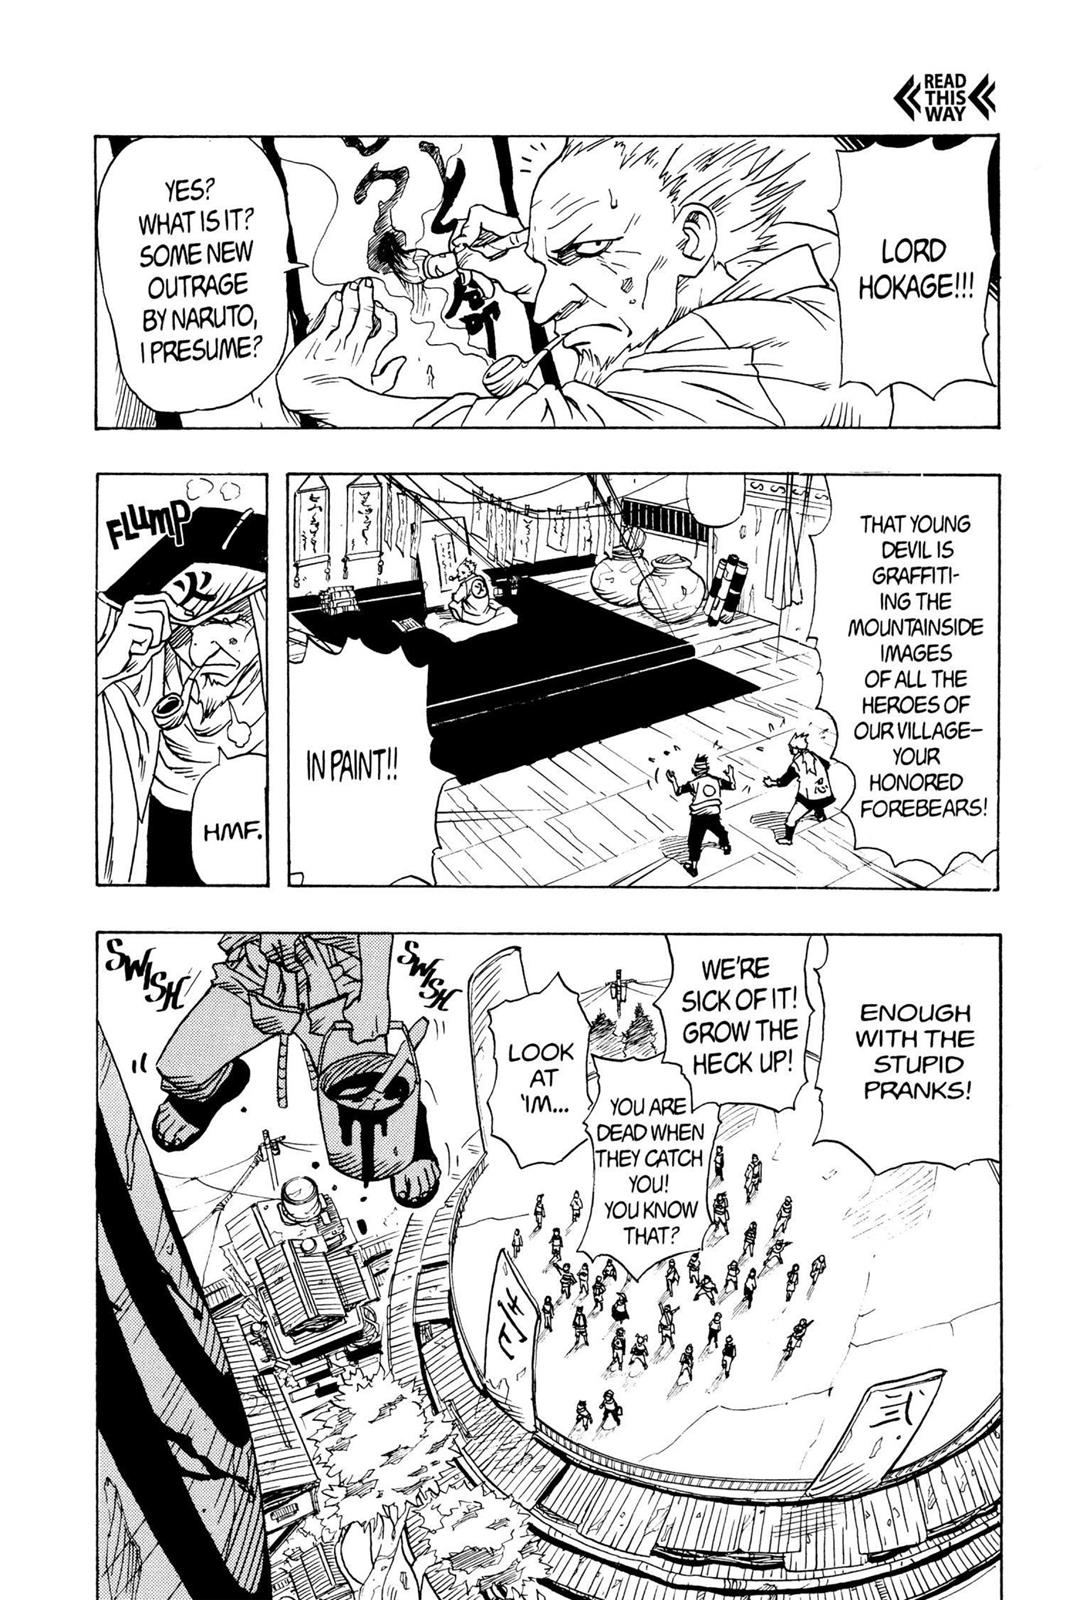 READ
THIS
WAY
LORD
HOKAGE!!!
YES?
WHAT IS IT?
SOME NEW
OUTRAGE
BY NARUTO,
I PRESUME?
THAT YOUNG
DEVIL IS
GRAFFITI-
ING THE
MOUNTAINSIDE
IMAGES
OF ALL THE
HEROES OF
OUR VILLAGE—
YOUR
HONORED
FOREBEARS!
IN PAINT!!
FLUMP
火
HMF.
ENOUGH
WITH THE
STUPID
PRANKS!
WE'RE
SICK OF IT!
GROW THE
HECK UP!
YOU ARE
DEAD WHEN
THEY CATCH
YOU!
YOU KNOW
THAT?
LOOK
AT
'IM...
SWISH
SWISH